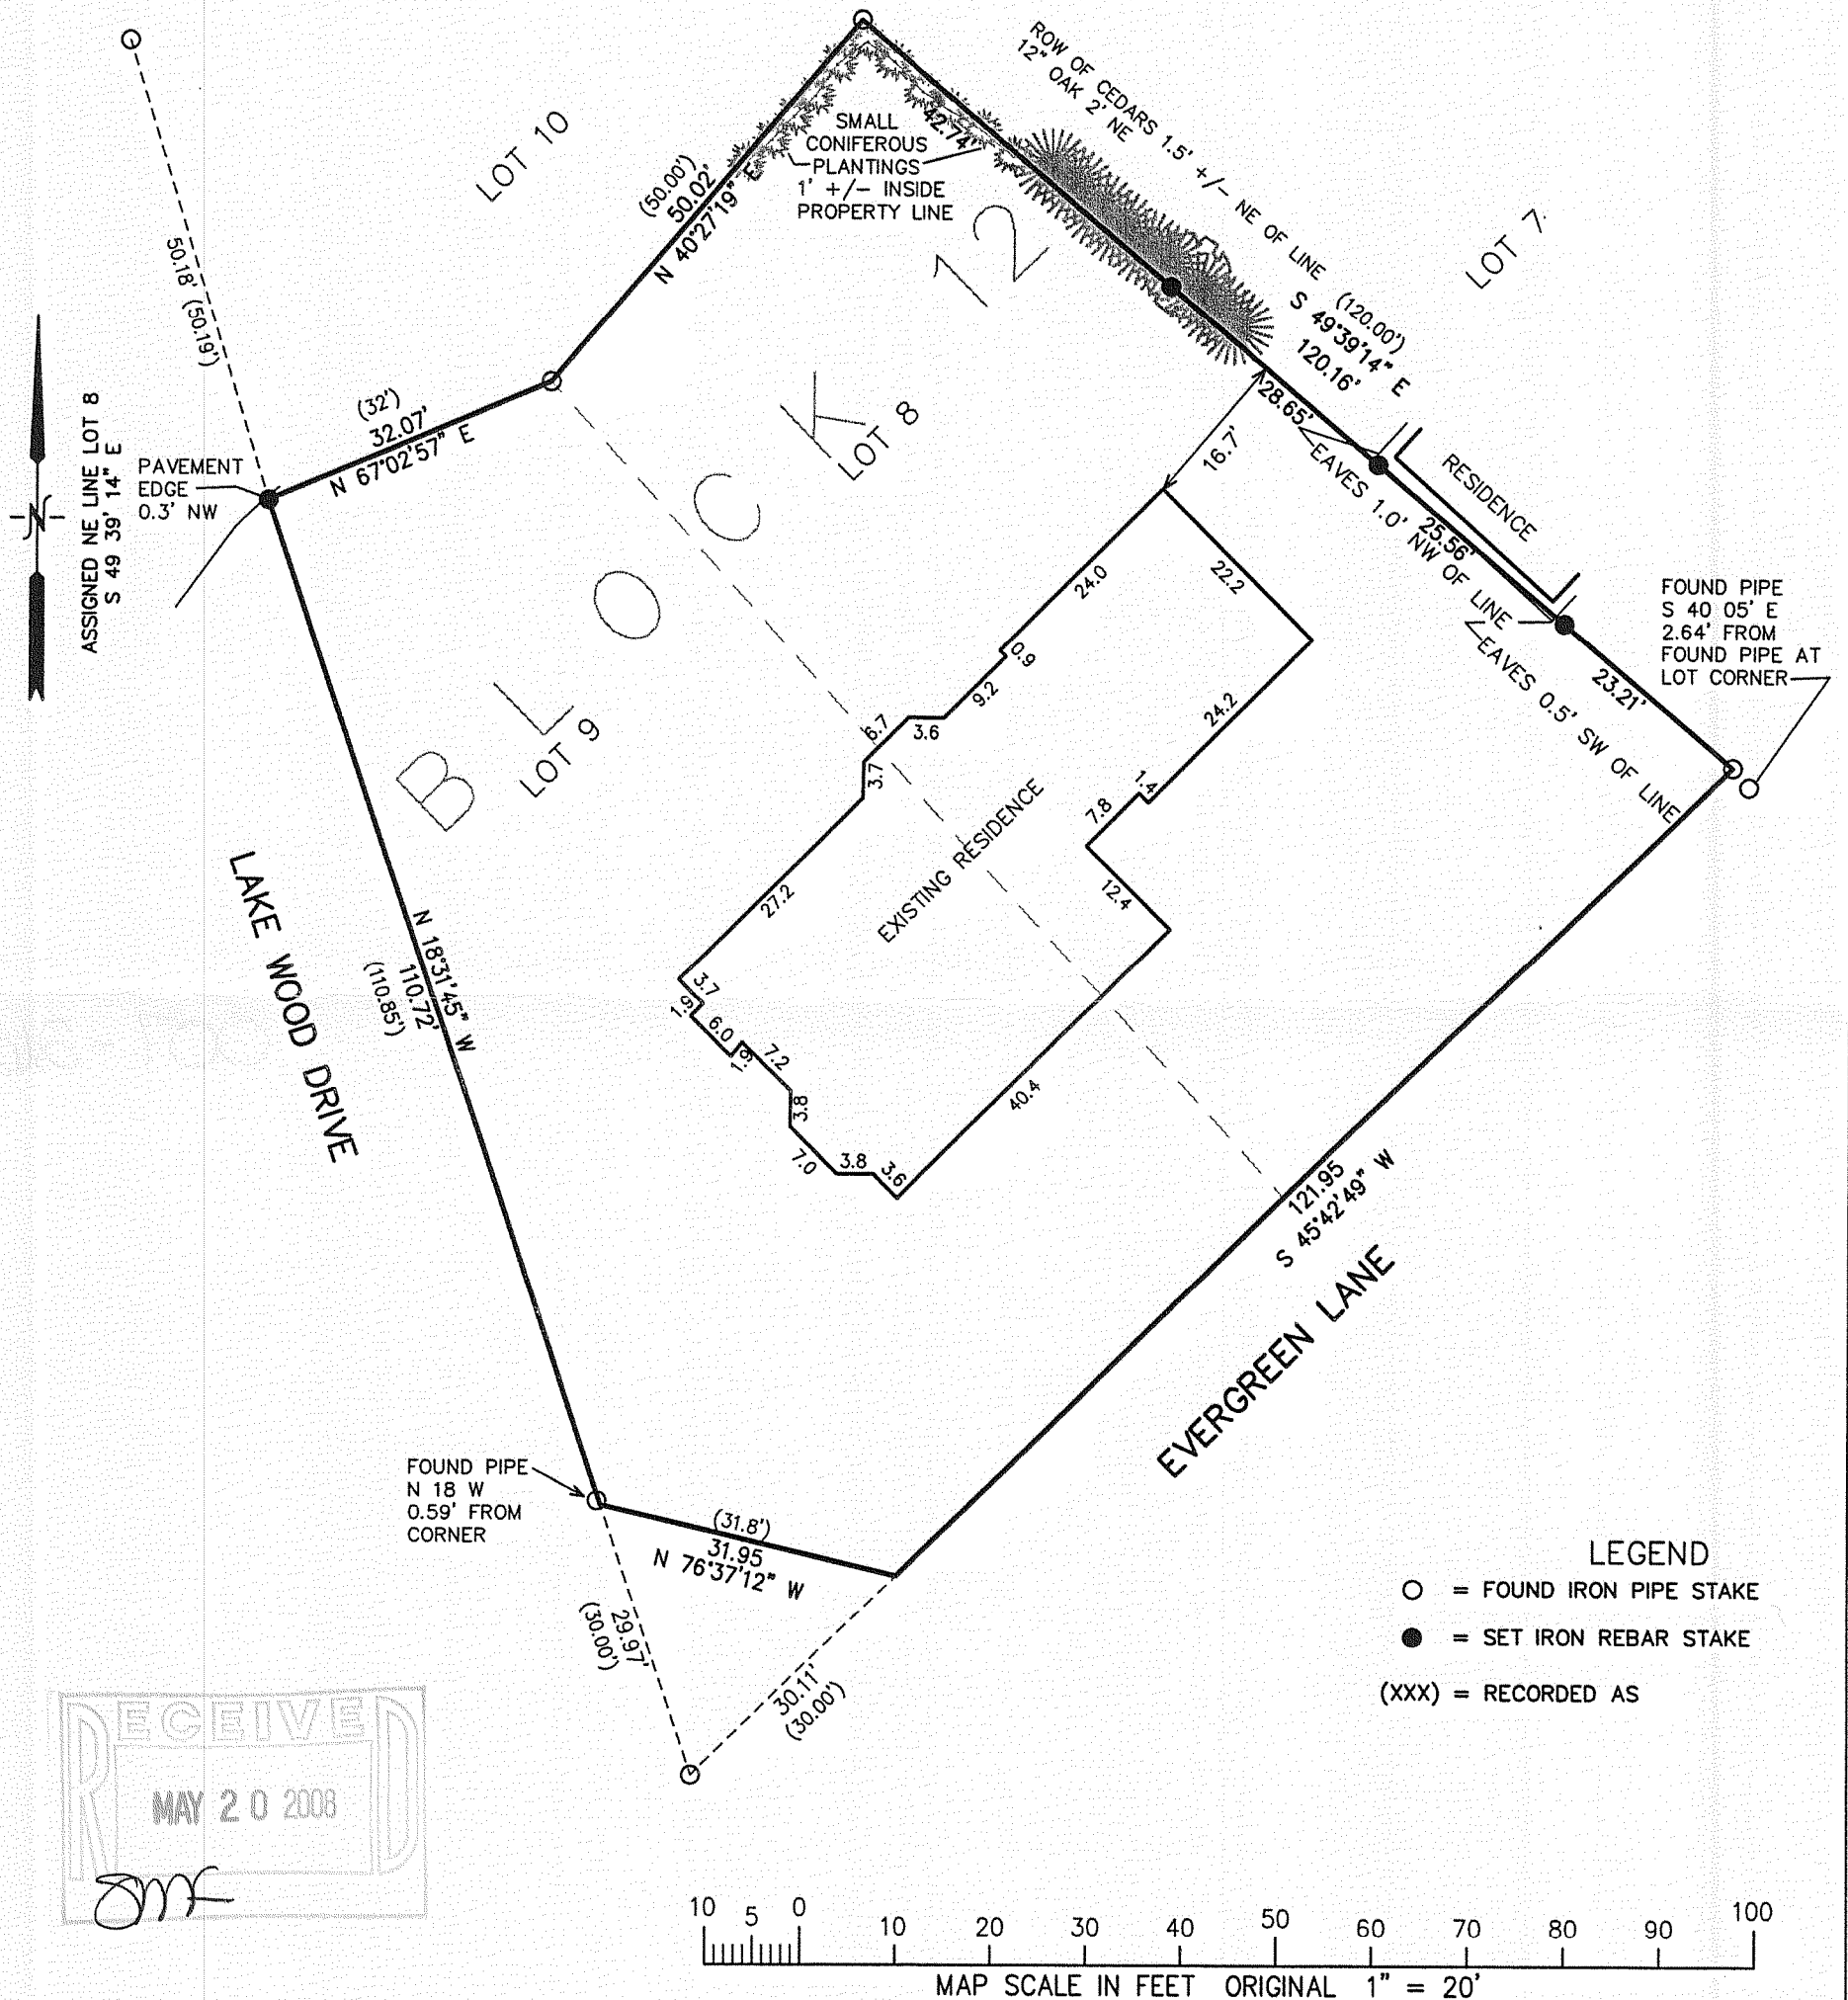 ROW OF CEDARS 1.5' +/- NE OF LINE
12" OAK 2' NE
LOT 10
SMALL
CONIFEROUS
PLANTINGS
1' +/- INSIDE
PROPERTY LINE
42.74'
(50.00')
50.02'
N 40°27'19" E
LOT 7
50.18' (50.19')
(120.00')
S 49°39'14" E
120.16'
ASSIGNED NE LINE LOT 8
S 49 39' 14" E
N
PAVEMENT
EDGE
0.3' NW
(32')
32.07'
N 67°02'57" E
BLOCK 12
LOT 8
LOT 9
16.7'
28.65'
EAVES 1.0' NW OF LINE
RESIDENCE
25.56'
EAVES 0.5' SW OF LINE
23.21'
FOUND PIPE
S 40 05' E
2.64' FROM
FOUND PIPE AT
LOT CORNER
24.0
22.2
0.9
9.2
3.6
6.7
3.7
24.2
1.4
7.8
12.4
EXISTING RESIDENCE
27.2
3.7
1.9
6.0
1.9
7.2
3.8
7.0
3.8
3.6
40.4
LAKE WOOD DRIVE
N 18°31'45" W
110.72'
(110.85')
121.95
S 45°42'49" W
EVERGREEN LANE
FOUND PIPE
N 18 W
0.59' FROM
CORNER
(31.8')
31.95
N 76°37'12" W
29.97'
(30.00')
30.11'
(30.00')
LEGEND
= FOUND IRON PIPE STAKE
= SET IRON REBAR STAKE
(XXX) = RECORDED AS
RECEIVED
MAY 20 2008
10 5 0 10 20 30 40 50 60 70 80 90 100
MAP SCALE IN FEET ORIGINAL 1" = 20'